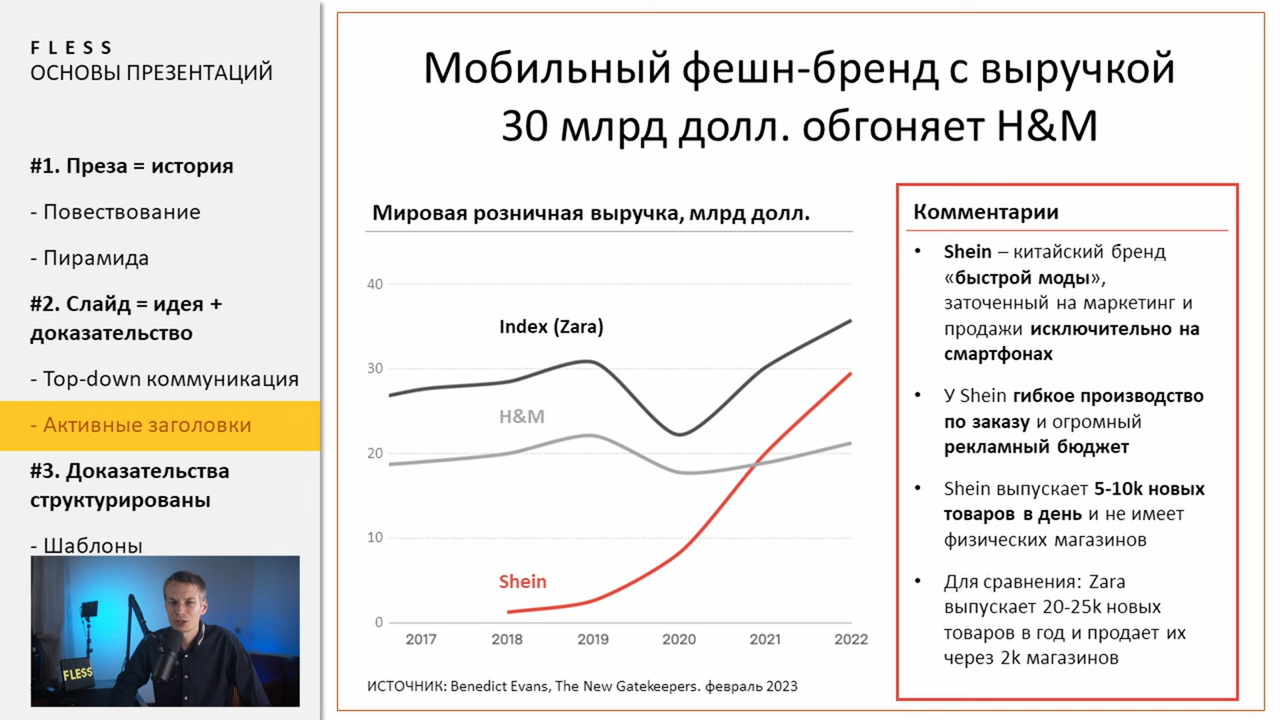 FLESS
ОСНОВЫ ПРЕЗЕНТАЦИЙ
#1. Преза = история
- Повествование
- Пирамида
#2. Слайд = идея +
доказательство
- Top-down коммуникация
- Активные заголовки
#3. Доказательства
структурированы
- Шаблоны
FLESS
Мобильный фешн-бренд с выручкой
30 млрд долл. обгоняет H&M
Мировая розничная выручка, млрд долл.
40
30
20
10
0
Index (Zara)
H&M
Shein
2017 2018 2019 2020 2021 2022
ИСТОЧНИК: Benedict Evans, The New Gatekeepers. февраль 2023
Комментарии
• Shein – китайский бренд
«быстрой моды»,
заточенный на маркетинг и
продажи исключительно на
смартфонах
• У Shein гибкое производство
по заказу и огромный
рекламный бюджет
• Shein выпускает 5-10k новых
товаров в день и не имеет
физических магазинов
• Для сравнения: Zara
выпускает 20-25k новых
товаров в год и продает их
через 2k магазинов